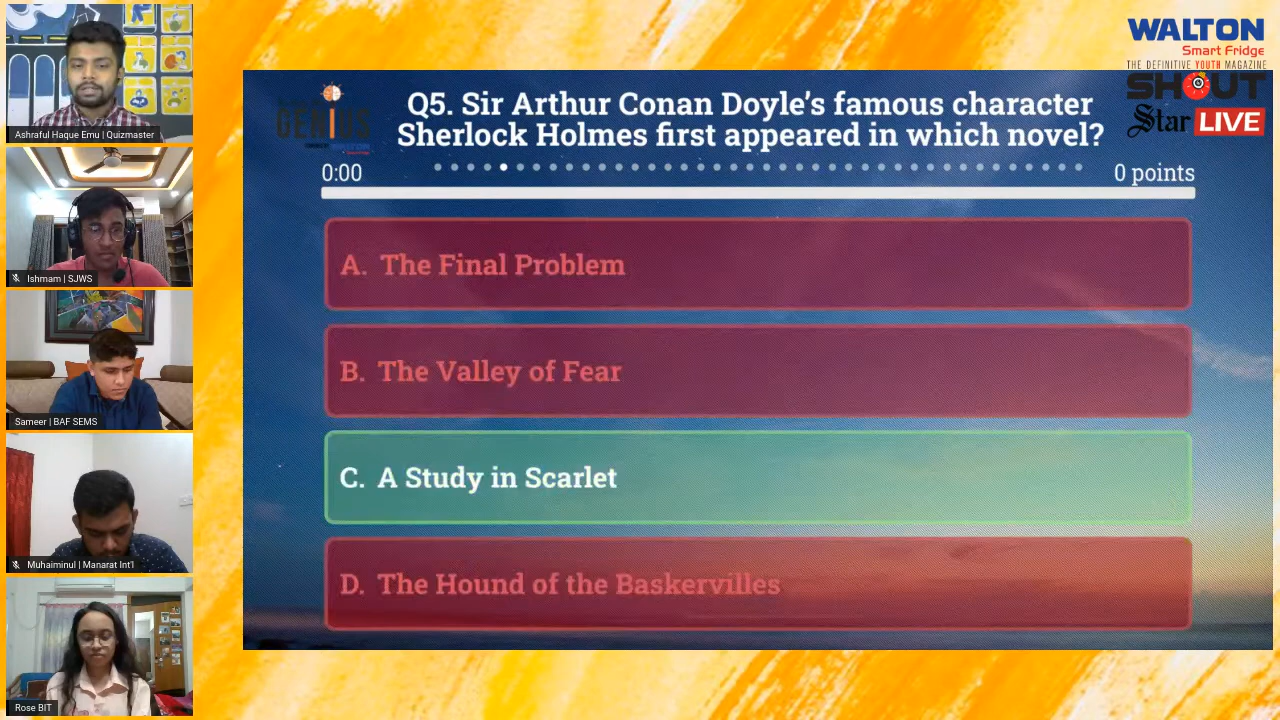 Ashraful Haque Emu | Quizmaster
Ishmam | SJWS
Sameer | BAF SEMS
Muhaiminul | Manarat Int'l
Rose BIT
WALTON
Smart Fridge
THE DEFINITIVE YOUTH MAGAZINE
SHOUT
Star LIVE
GENIUS
Q5. Sir Arthur Conan Doyle's famous character
Sherlock Holmes first appeared in which novel?
0:00
0 points
A. The Final Problem
B. The Valley of Fear
C. A Study in Scarlet
D. The Hound of the Baskervilles